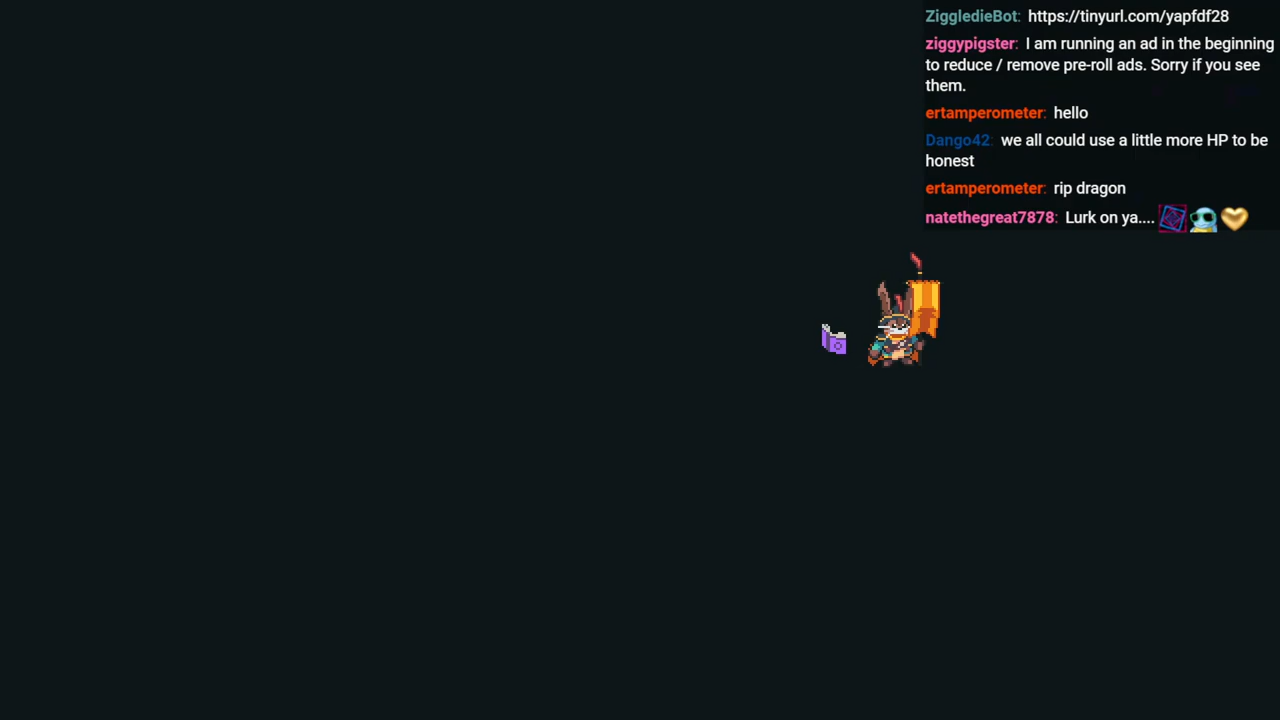 ZiggledieBot: https://tinyurl.com/yapfdf28
ziggypigster: I am running an ad in the beginning
to reduce / remove pre-roll ads. Sorry if you see
them.
ertamperometer: hello
Dango42: we all could use a little more HP to be
honest
ertamperometer: rip dragon
natethegreat7878: Lurk on ya....